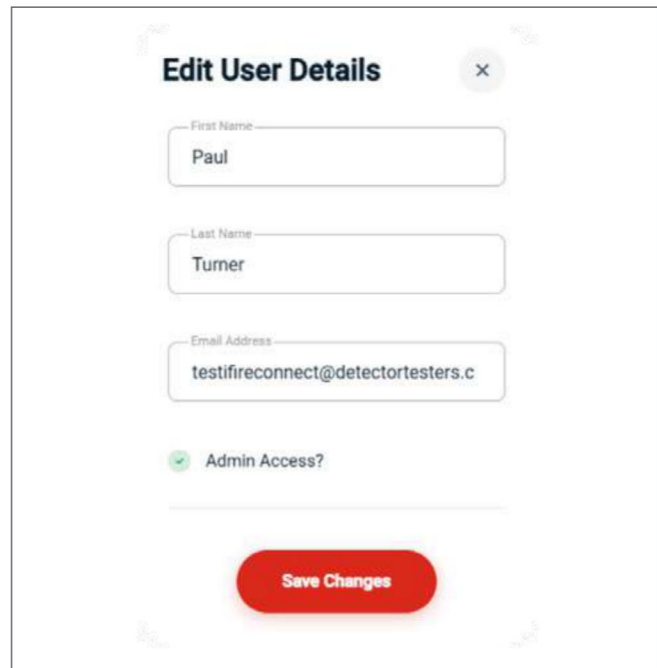 Edit User Details
First Name
Paul
Last Name
Turner
Email Address
testifireconnect@detectortesters.c
Admin Access?
Save Changes